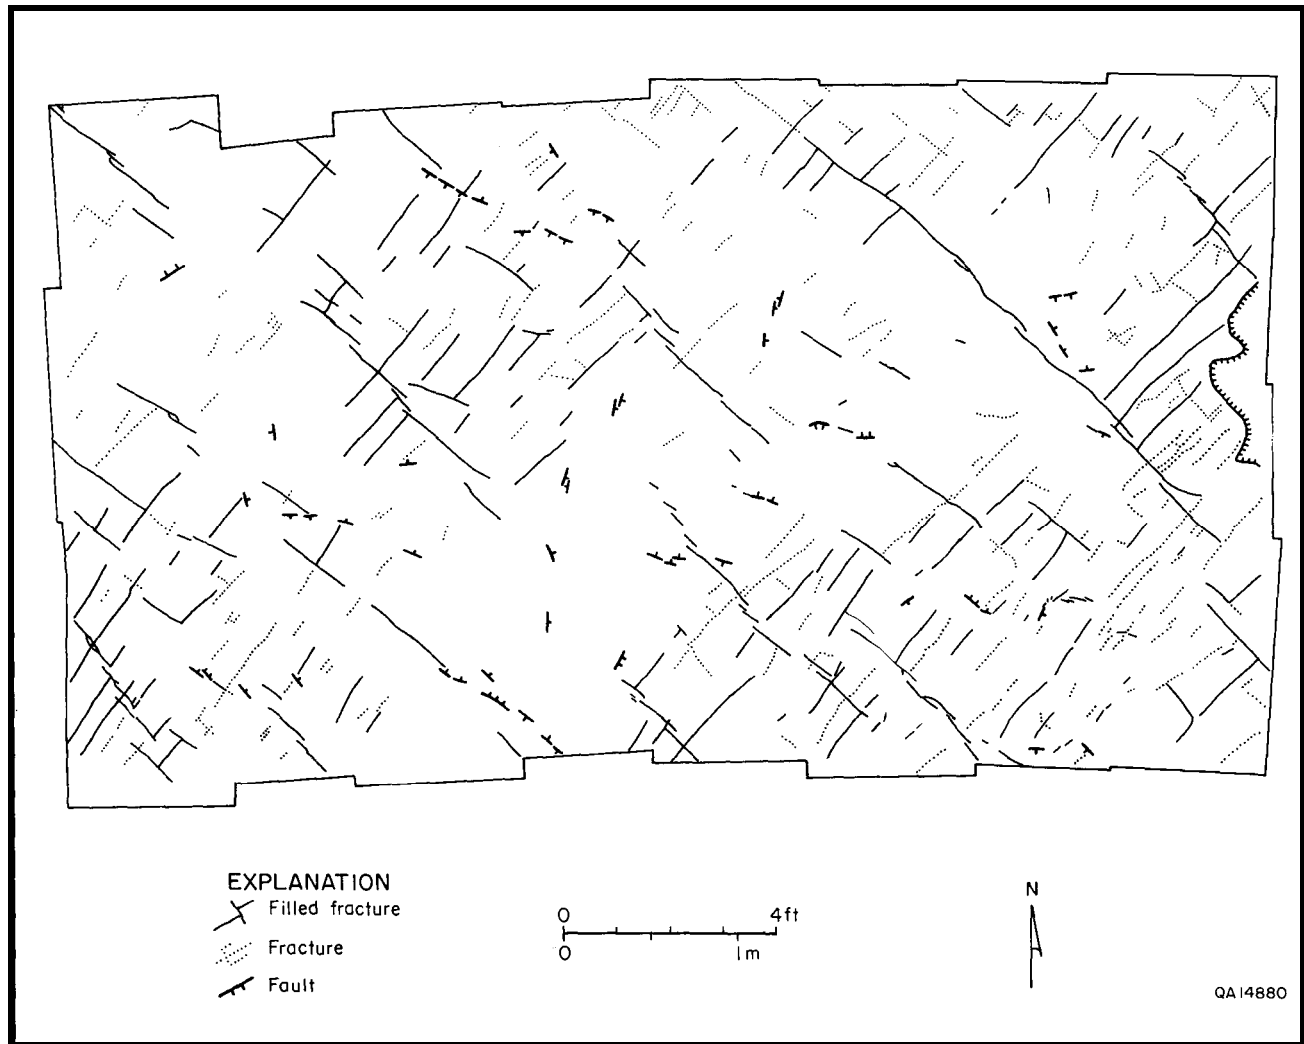 EXPLANATION
Filled fracture
Fracture
Fault
0 4ft
0 1m
N
QA14880